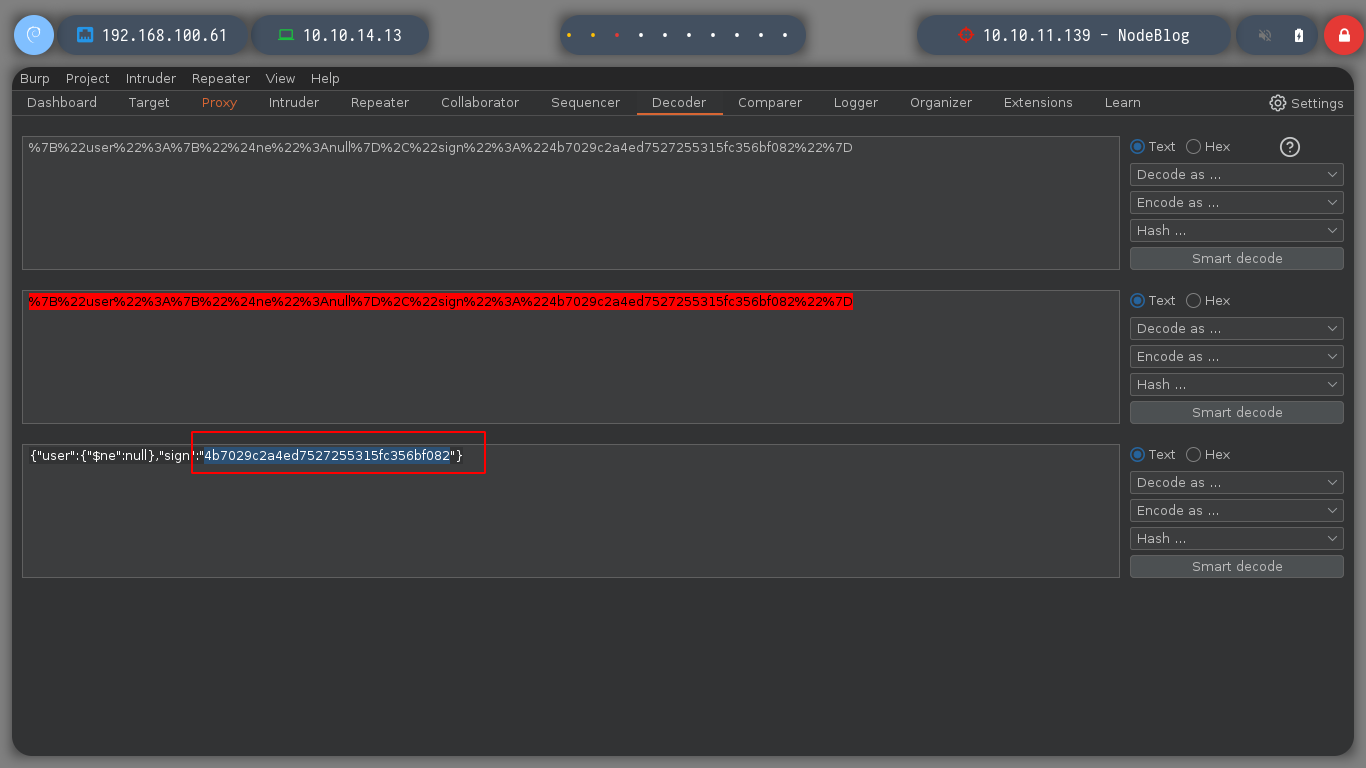 192.168.100.61 10.10.14.13 10.10.11.139 - NodeBlog
Burp Project Intruder Repeater View Help
Dashboard Target Proxy Intruder Repeater Collaborator Sequencer Decoder Comparer Logger Organizer Extensions Learn Settings
%7B%22user%22%3A%7B%22%24ne%22%3Anull%7D%2C%22sign%22%3A%224b7029c2a4ed7527255315fc356bf082%22%7D
Text Hex ?
Decode as ...
Encode as ...
Hash ...
Smart decode
%7B%22user%22%3A%7B%22%24ne%22%3Anull%7D%2C%22sign%22%3A%224b7029c2a4ed7527255315fc356bf082%22%7D
Text Hex
Decode as ...
Encode as ...
Hash ...
Smart decode
{"user":{"$ne":null},"sign":"4b7029c2a4ed7527255315fc356bf082"}
Text Hex
Decode as ...
Encode as ...
Hash ...
Smart decode